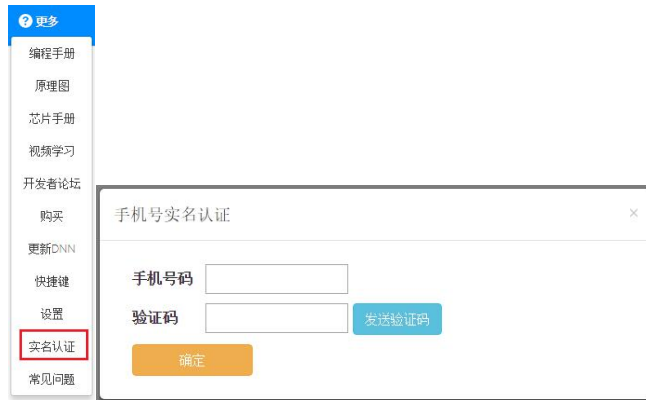 更多
编程手册
原理图
芯片手册
视频学习
开发者论坛
购买
更新DNN
快捷键
设置
实名认证
常见问题
手机号实名认证
手机号码
验证码
发送验证码
确定